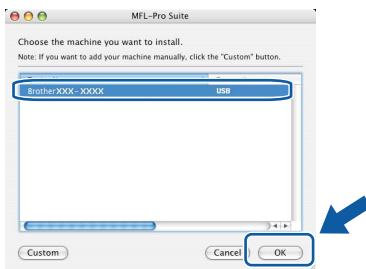 MFL-Pro Suite
Choose the machine you want to install.
Note: If you want to add your machine manually, click the "Custom" button.
BrotherXXX-XXXX USB
Custom Cancel OK